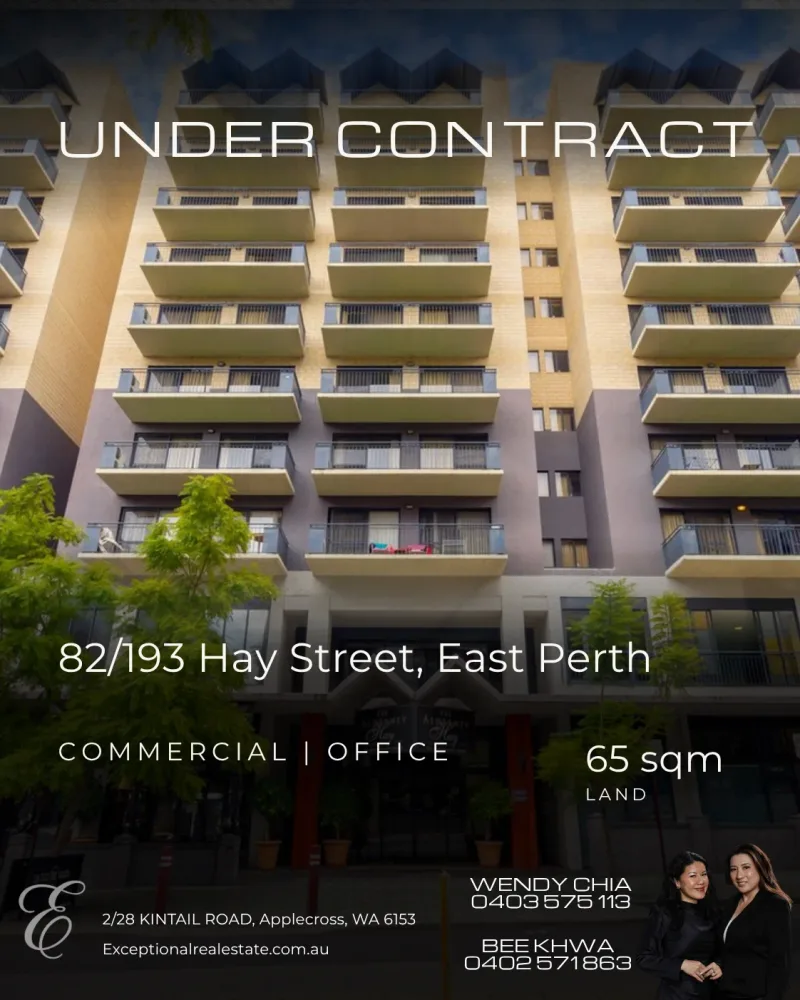 UNDER CONTRACT
82/193 Hay Street, East Perth
COMMERCIAL | OFFICE
65 sqm
LAND
E
2/28 KINTAIL ROAD, Applecross, WA 6153
Exceptionalrealestate.com.au
WENDY CHIA
0403 575 113
BEE KHWA
0402 571 863